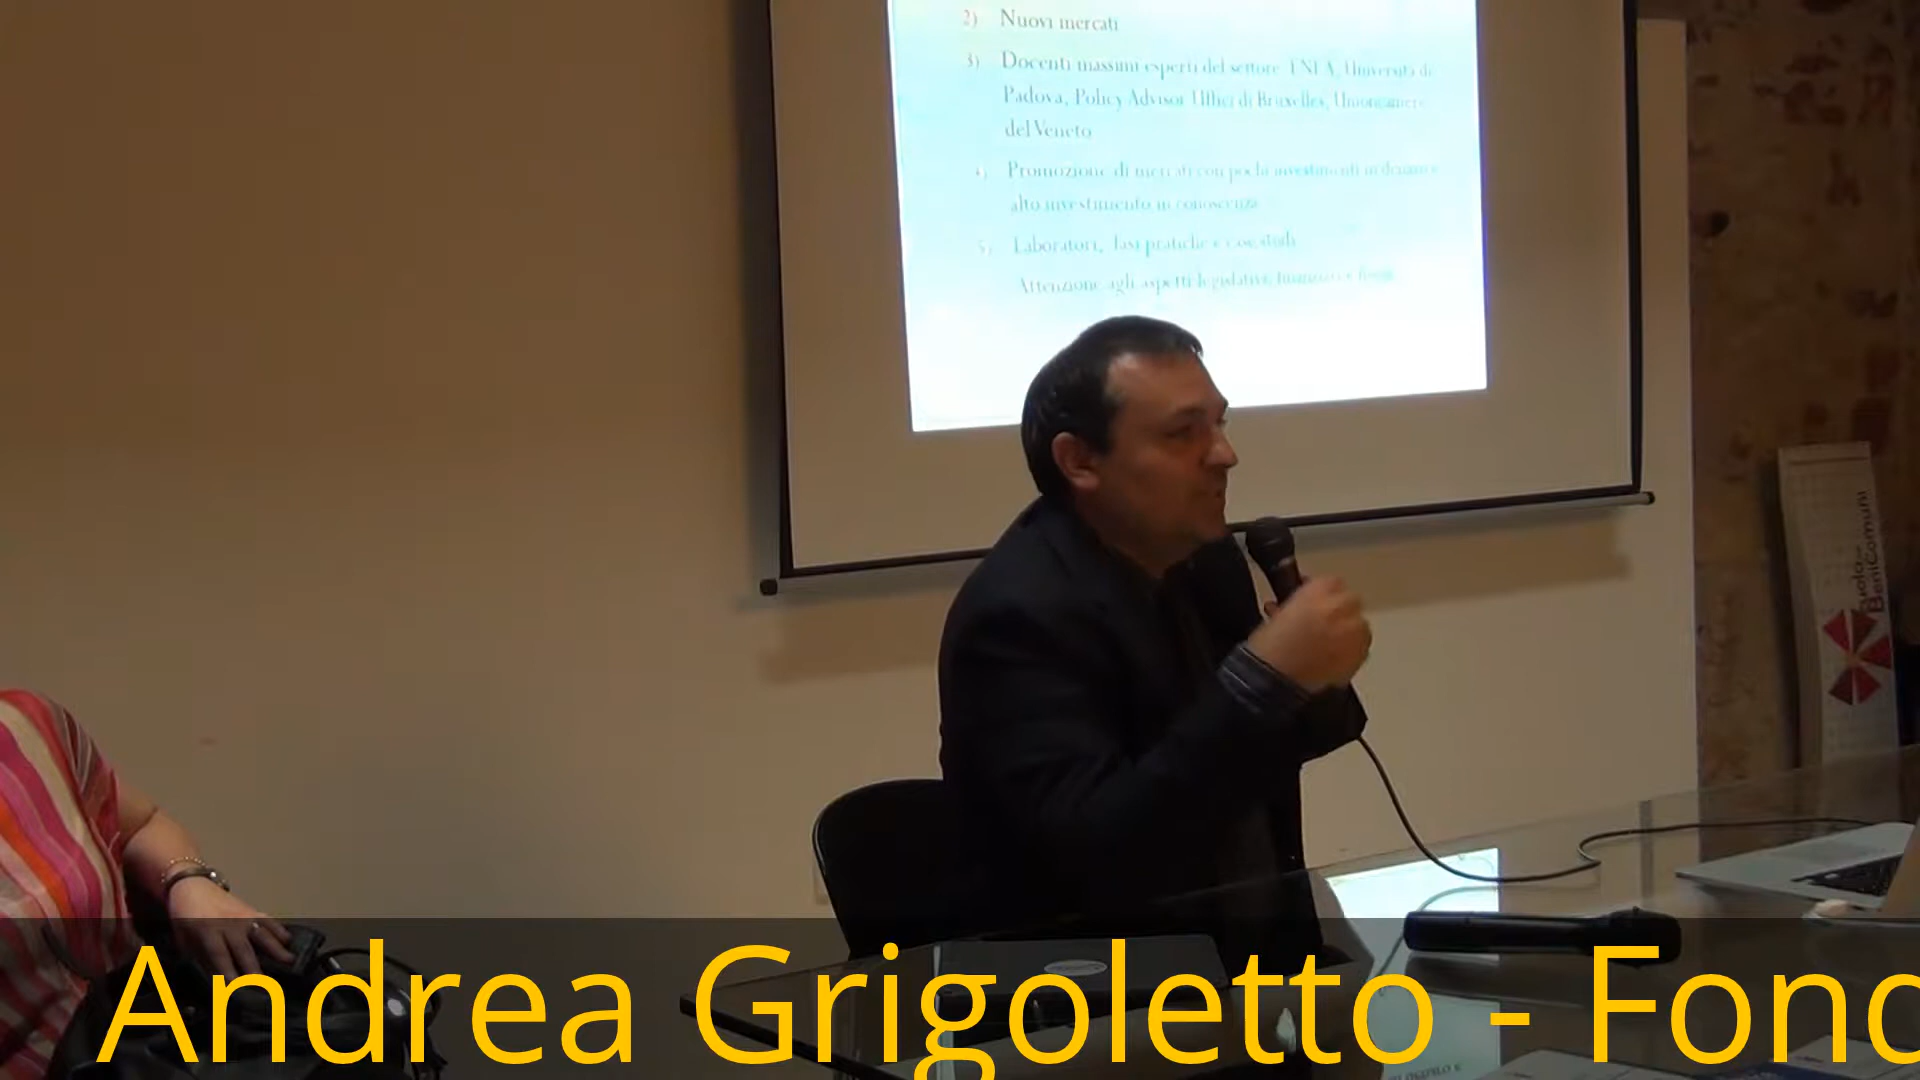 2) Nuovi mercati
3) Docenti massimi esperti del settore ENEA, Università di
Padova, Policy Advisor Uffici di Bruxelles, Unioncamere
del Veneto
4) Promozione di mercati con pochi investimenti in denaro e
alto investimento in conoscenza
5) Laboratori, fasi pratiche e case studi
Attenzione agli aspetti legislativi, finanziari e
BeniComuni
Andrea Grigoletto - Fond